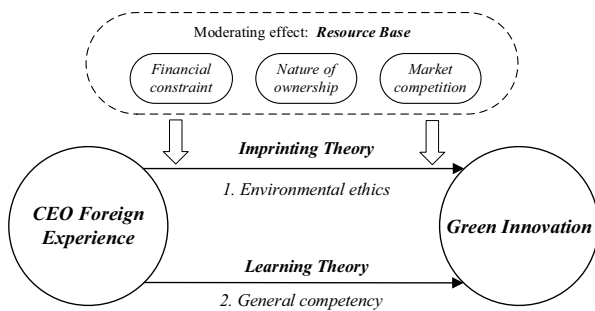 Moderating effect: Resource Base
Financial
constraint
Nature of
ownership
Market
competition
Imprinting Theory
1. Environmental ethics
CEO Foreign
Experience
Green Innovation
Learning Theory
2. General competency